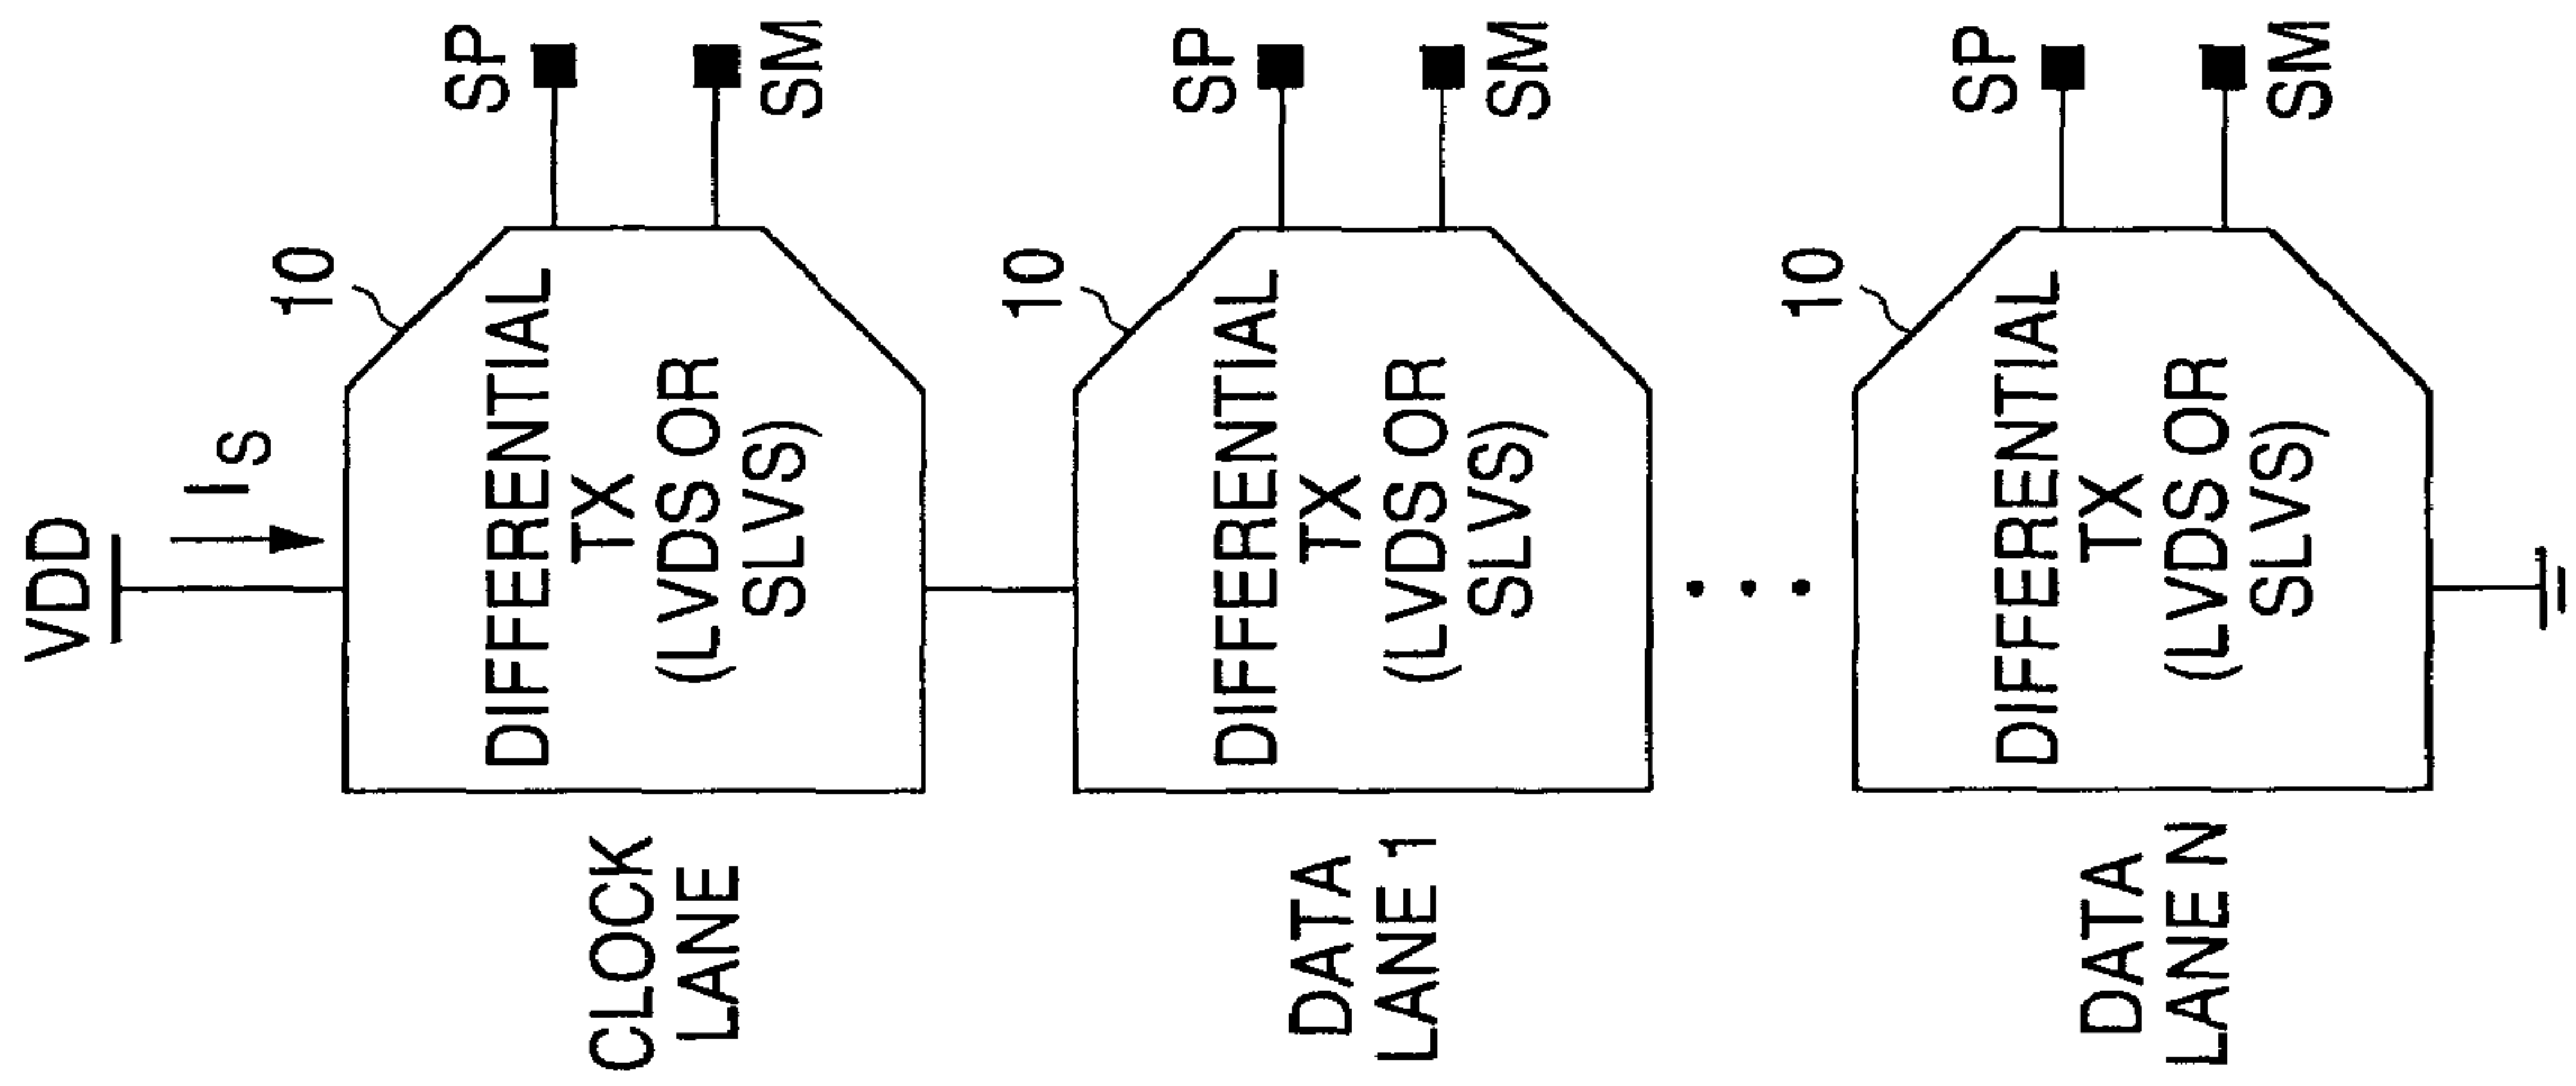 VDD
I S
CLOCK
LANE
DIFFERENTIAL
TX
(LVDS OR
SLVS)
10
SP
SM
DATA
LANE 1
DIFFERENTIAL
TX
(LVDS OR
SLVS)
10
SP
SM
DATA
LANE N
DIFFERENTIAL
TX
(LVDS OR
SLVS)
10
SP
SM